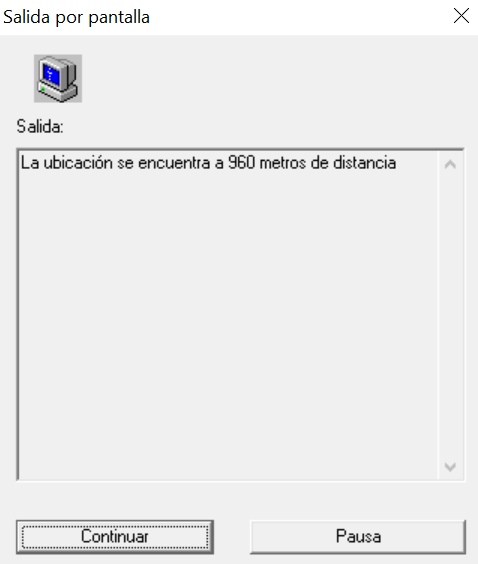 Salida por pantalla
Salida:
La ubicación se encuentra a 960 metros de distancia
Continuar
Pausa